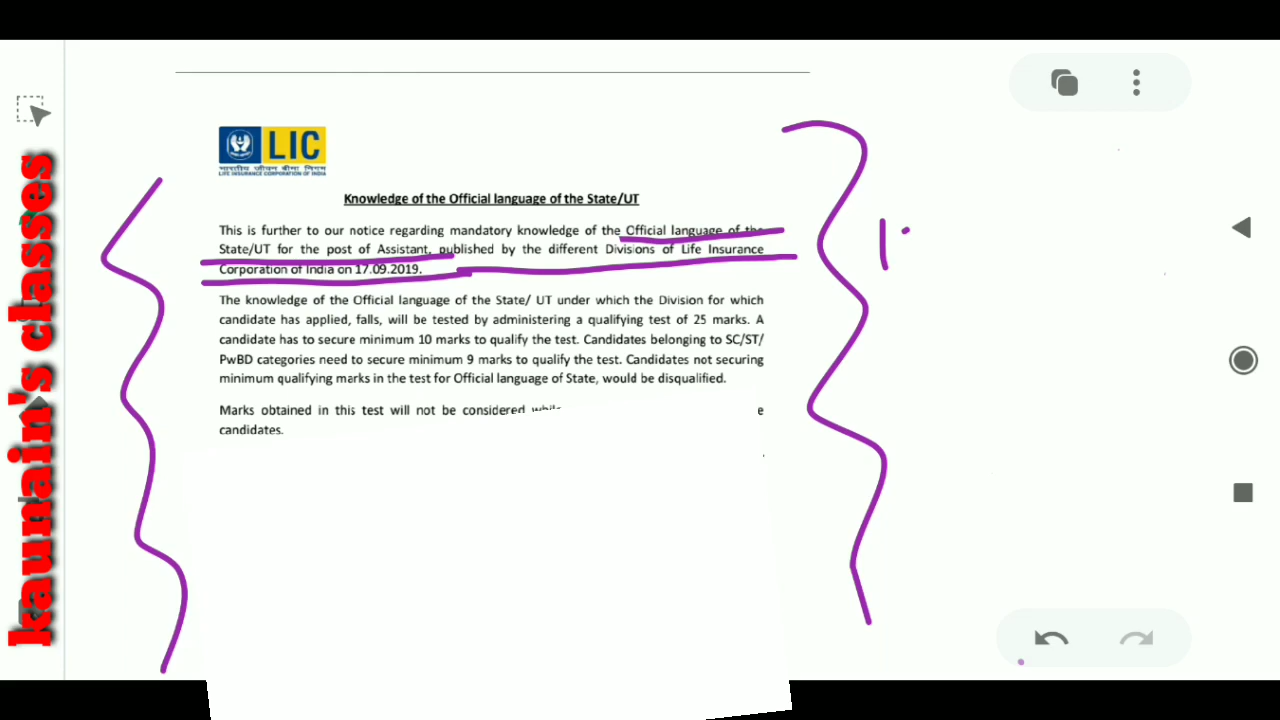 kaunain's classes
LIC
भारतीय जीवन बीमा निगम
LIFE INSURANCE CORPORATION OF INDIA
Knowledge of the Official language of the State/UT
This is further to our notice regarding mandatory knowledge of the Official language of the
State/UT for the post of Assistant, published by the different Divisions of Life Insurance
Corporation of India on 17.09.2019.
The knowledge of the Official language of the State/ UT under which the Division for which
candidate has applied, falls, will be tested by administering a qualifying test of 25 marks. A
candidate has to secure minimum 10 marks to qualify the test. Candidates belonging to SC/ST/
PwBD categories need to secure minimum 9 marks to qualify the test. Candidates not securing
minimum qualifying marks in the test for Official language of State, would be disqualified.
Marks obtained in this test will not be considered
candidates.